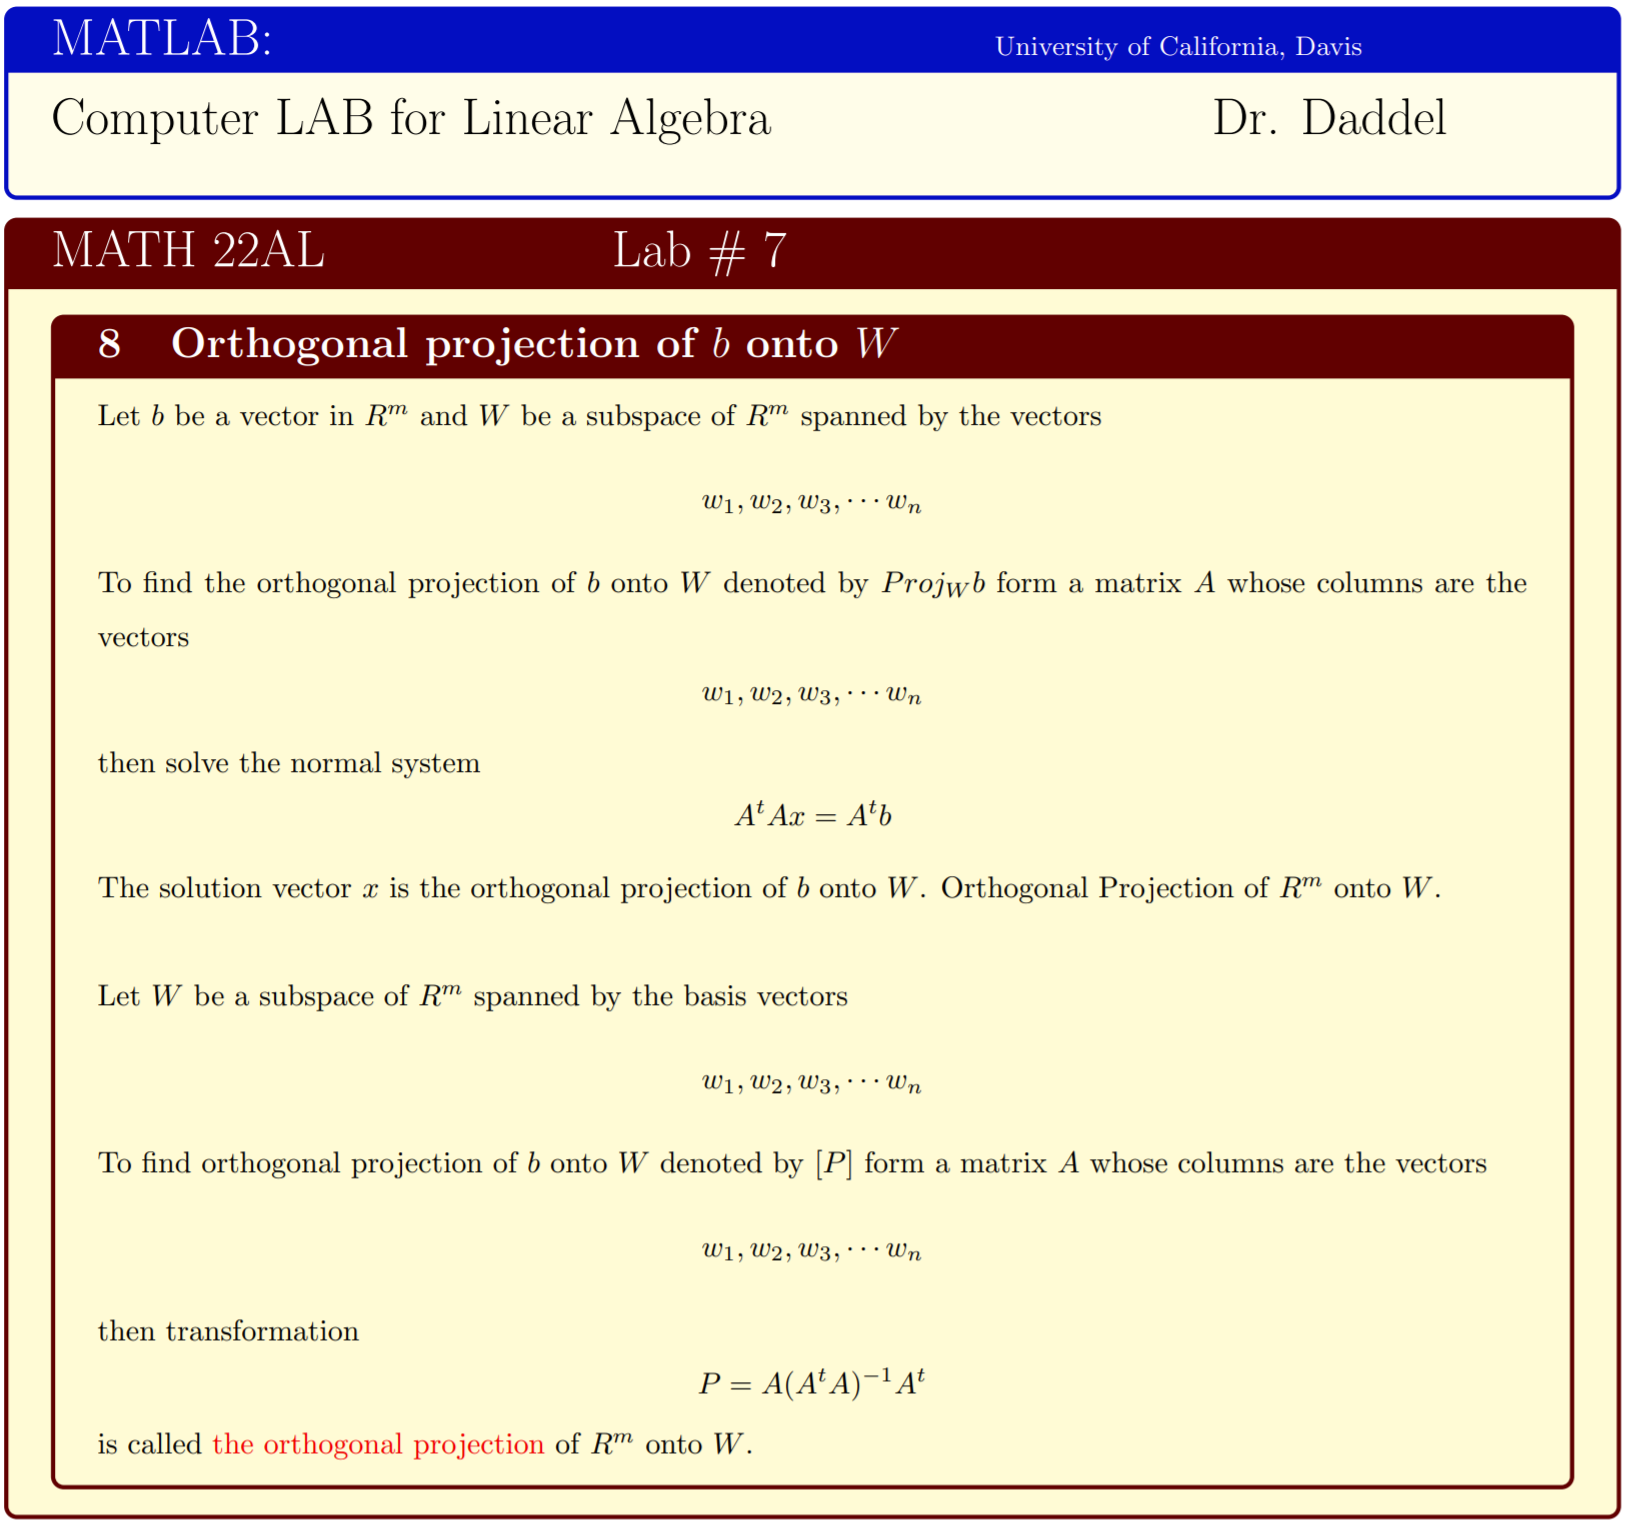 MATLAB: University of California, Davis
Computer LAB for Linear Algebra Dr. Daddel
MATH 22AL Lab # 7
8 Orthogonal projection of $b$ onto $W$
Let $b$ be a vector in $R^m$ and $W$ be a subspace of $R^m$ spanned by the vectors
$w_1, w_2, w_3, \cdots w_n$
To find the orthogonal projection of $b$ onto $W$ denoted by $Proj_W b$ form a matrix $A$ whose columns are the
vectors
$w_1, w_2, w_3, \cdots w_n$
then solve the normal system
$A^t Ax = A^t b$
The solution vector $x$ is the orthogonal projection of $b$ onto $W$. Orthogonal Projection of $R^m$ onto $W$.
Let $W$ be a subspace of $R^m$ spanned by the basis vectors
$w_1, w_2, w_3, \cdots w_n$
To find orthogonal projection of $b$ onto $W$ denoted by $[P]$ form a matrix $A$ whose columns are the vectors
$w_1, w_2, w_3, \cdots w_n$
then transformation
$P = A(A^t A)^{-1} A^t$
is called the orthogonal projection of $R^m$ onto $W$.